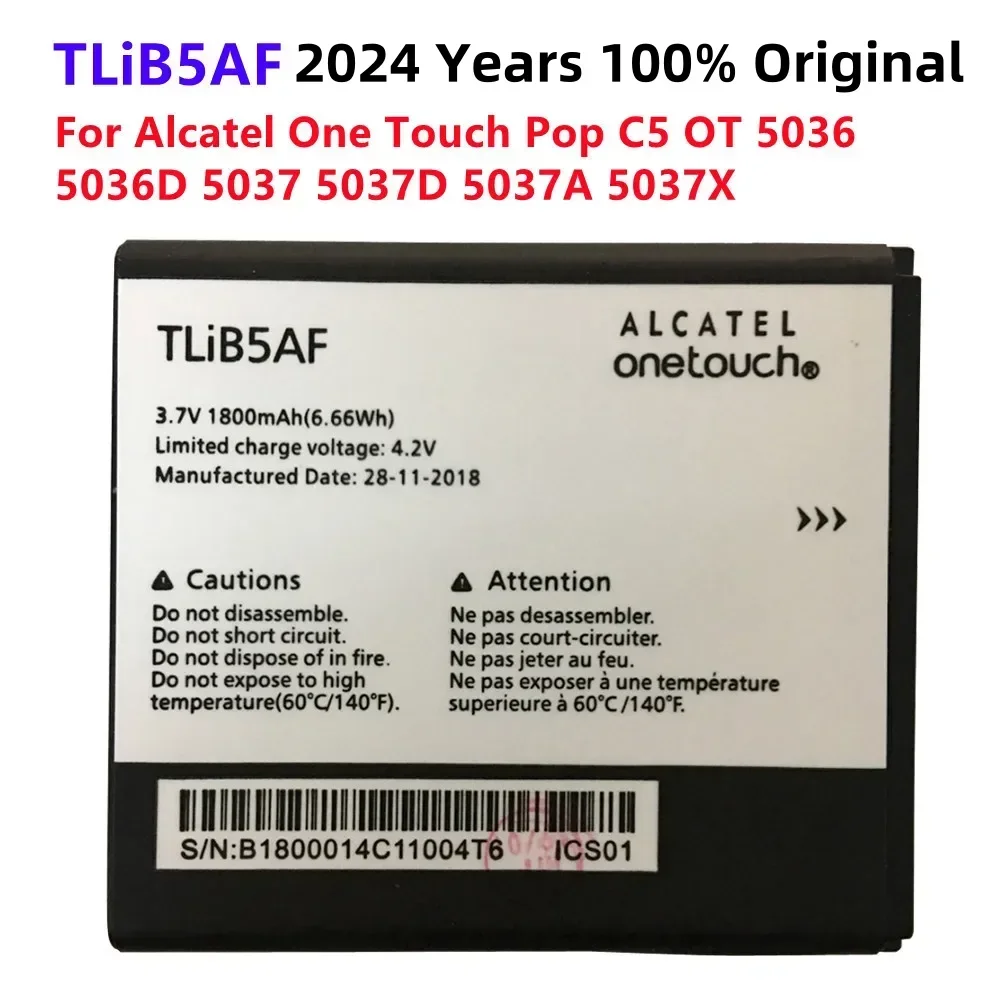 TLiB5AF 2024 Years 100% Original
For Alcatel One Touch Pop C5 OT 5036
5036D 5037 5037D 5037A 5037X
TLiB5AF
ALCATEL
onetouch®
3.7V 1800mAh(6.66Wh)
Limited charge voltage: 4.2V
Manufactured Date: 28-11-2018
>>>
Cautions
Do not disassemble.
Do not short circuit.
Do not dispose of in fire.
Do not expose to high
temperature(60°C/140°F).
Attention
Ne pas desassembler.
Ne pas court-circuiter.
Ne pas jeter au feu.
Ne pas exposer à une température
superieure à 60°C/140°F.
S/N:B1800014C11004T6 ICS01